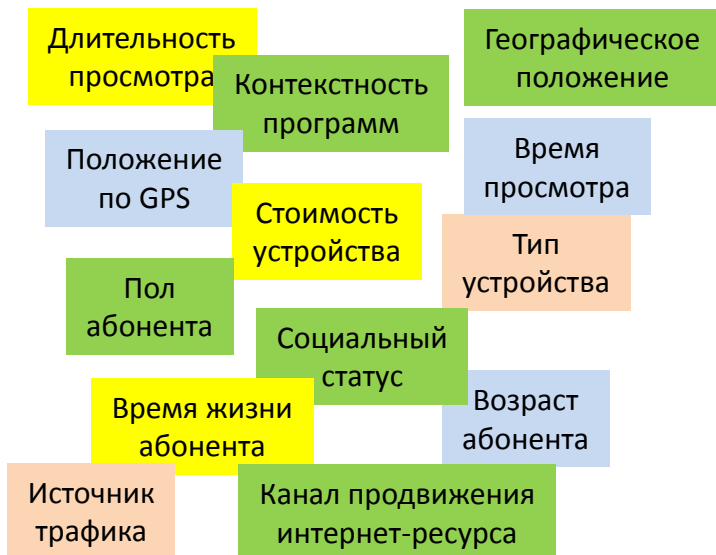 Длительность
просмотра
Контекстность
программ
Географическое
положение
Положение
по GPS
Время
просмотра
Стоимость
устройства
Тип
устройства
Пол
абонента
Социальный
статус
Время жизни
абонента
Возраст
абонента
Источник
трафика
Канал продвижения
интернет-ресурса